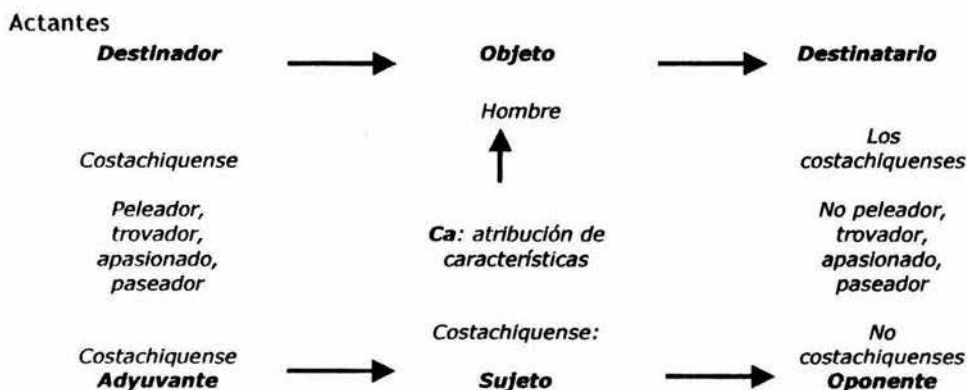 Actantes
Destinador Objeto Destinatario
Hombre
Costachiquense
Los
costachiquenses
Peleador,
trovador,
apasionado,
paseador
Ca: atribución de
características
No peleador,
trovador,
apasionado,
paseador
Costachiquense
Adyuvante
Costachiquense:
Sujeto
No
costachiquenses
Oponente